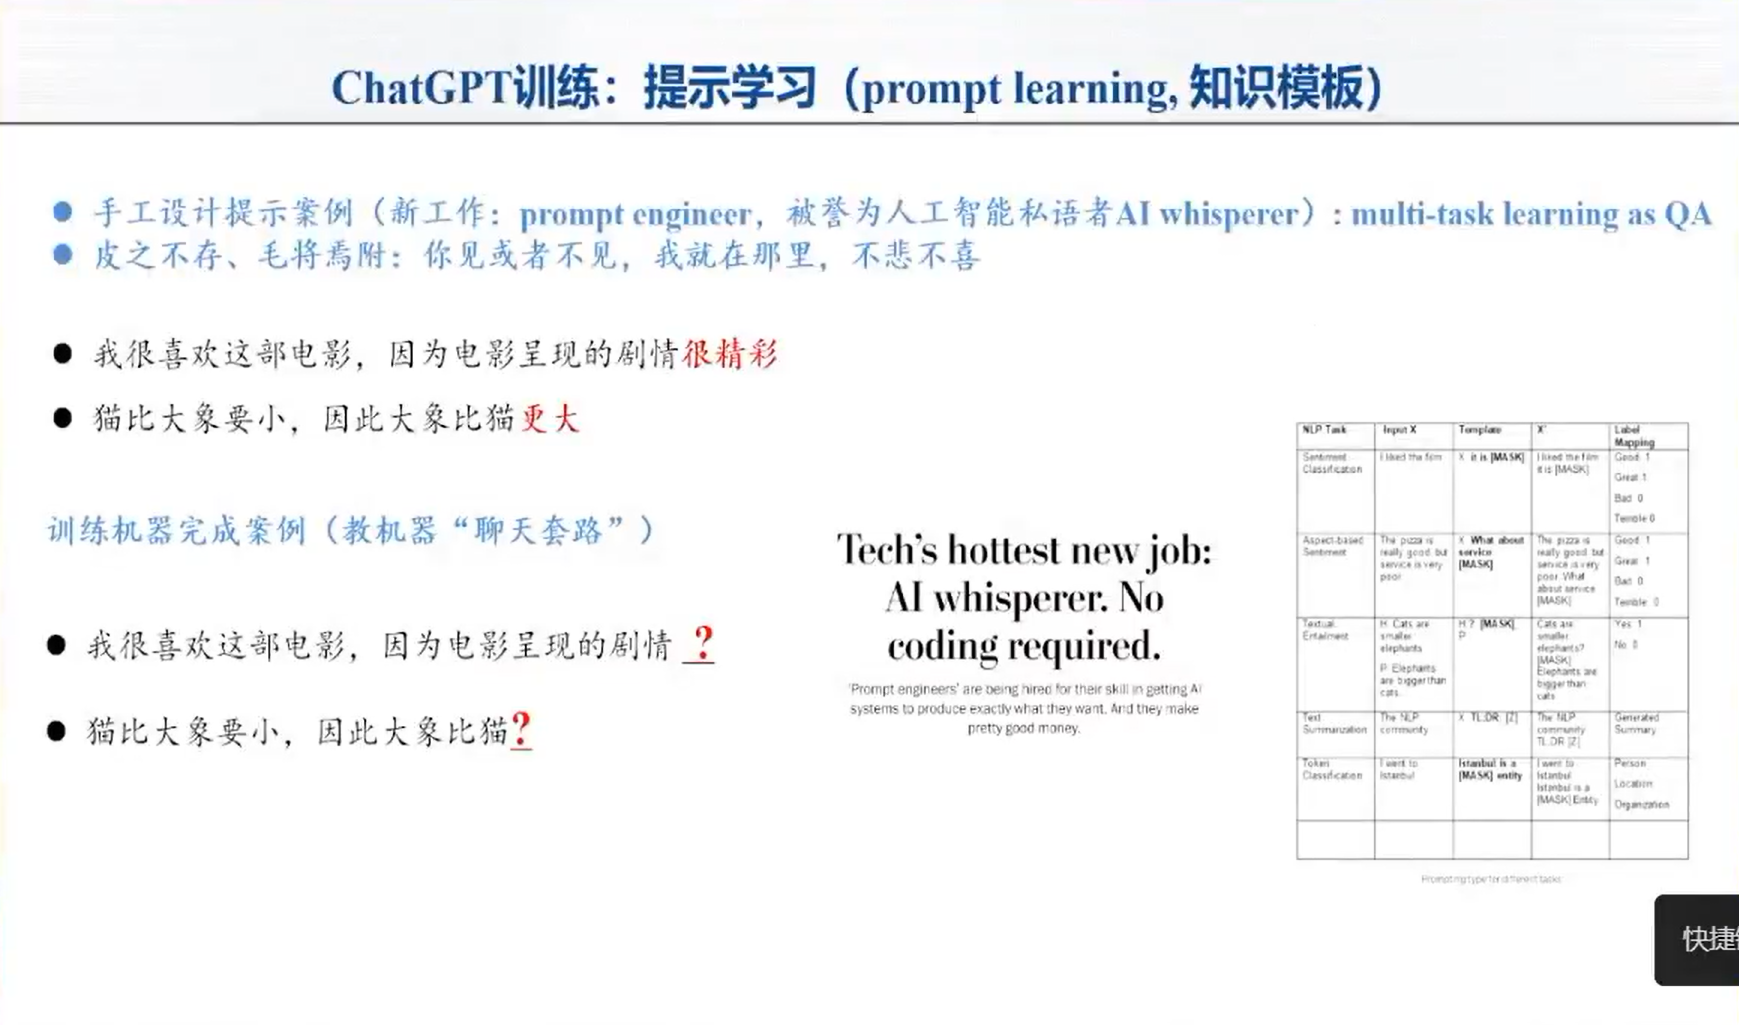 ChatGPT训练：提示学习（prompt learning, 知识模板）
● 手工设计提示案例（新工作：prompt engineer，被誉为人工智能私语者AI whisperer）: multi-task learning as QA
● 皮之不存、毛将焉附：你见或者不见，我就在那里，不悲不喜
● 我很喜欢这部电影，因为电影呈现的剧情很精彩
● 猫比大象要小，因此大象比猫更大
训练机器完成案例（教机器“聊天套路”）
● 我很喜欢这部电影，因为电影呈现的剧情 ?
● 猫比大象要小，因此大象比猫?
Tech's hottest new job:
AI whisperer. No
coding required.
'Prompt engineers' are being hired for their skill in getting AI
systems to produce exactly what they want. And they make
pretty good money.
NLP Task Input X Template X' Label
Mapping
Sentiment
Classification
I liked the film
X it is [MASK]
I liked the film
it is [MASK]
Good 1
Great 1
Bad 0
Terrible 0
Aspect-based
Sentiment
The pizza is
really good but
service is very
poor
X What about
service
[MASK]
The pizza is
really good but
service is very
poor. What
about service
[MASK]
Good 1
Great 1
Bad 0
Terrible 0
Textual
Entailment
H Cats are
smaller
elephants
P Elephants
are bigger than
cats.
H ? [MASK],
P
Cats are
smaller
elephants?
[MASK]
Elephants are
bigger than
cats
Yes 1
No 0
Text
Summarization
The NLP
community
X TL;DR: [Z]
The NLP
community
TL;DR [Z]
Generated
Summary
Token
Classification
I went to
Istanbul
Istanbul is a
[MASK] entity
I went to
Istanbul
Istanbul is a
[MASK] Entity
Person
Location
Organization
Prompting type for different tasks
快捷